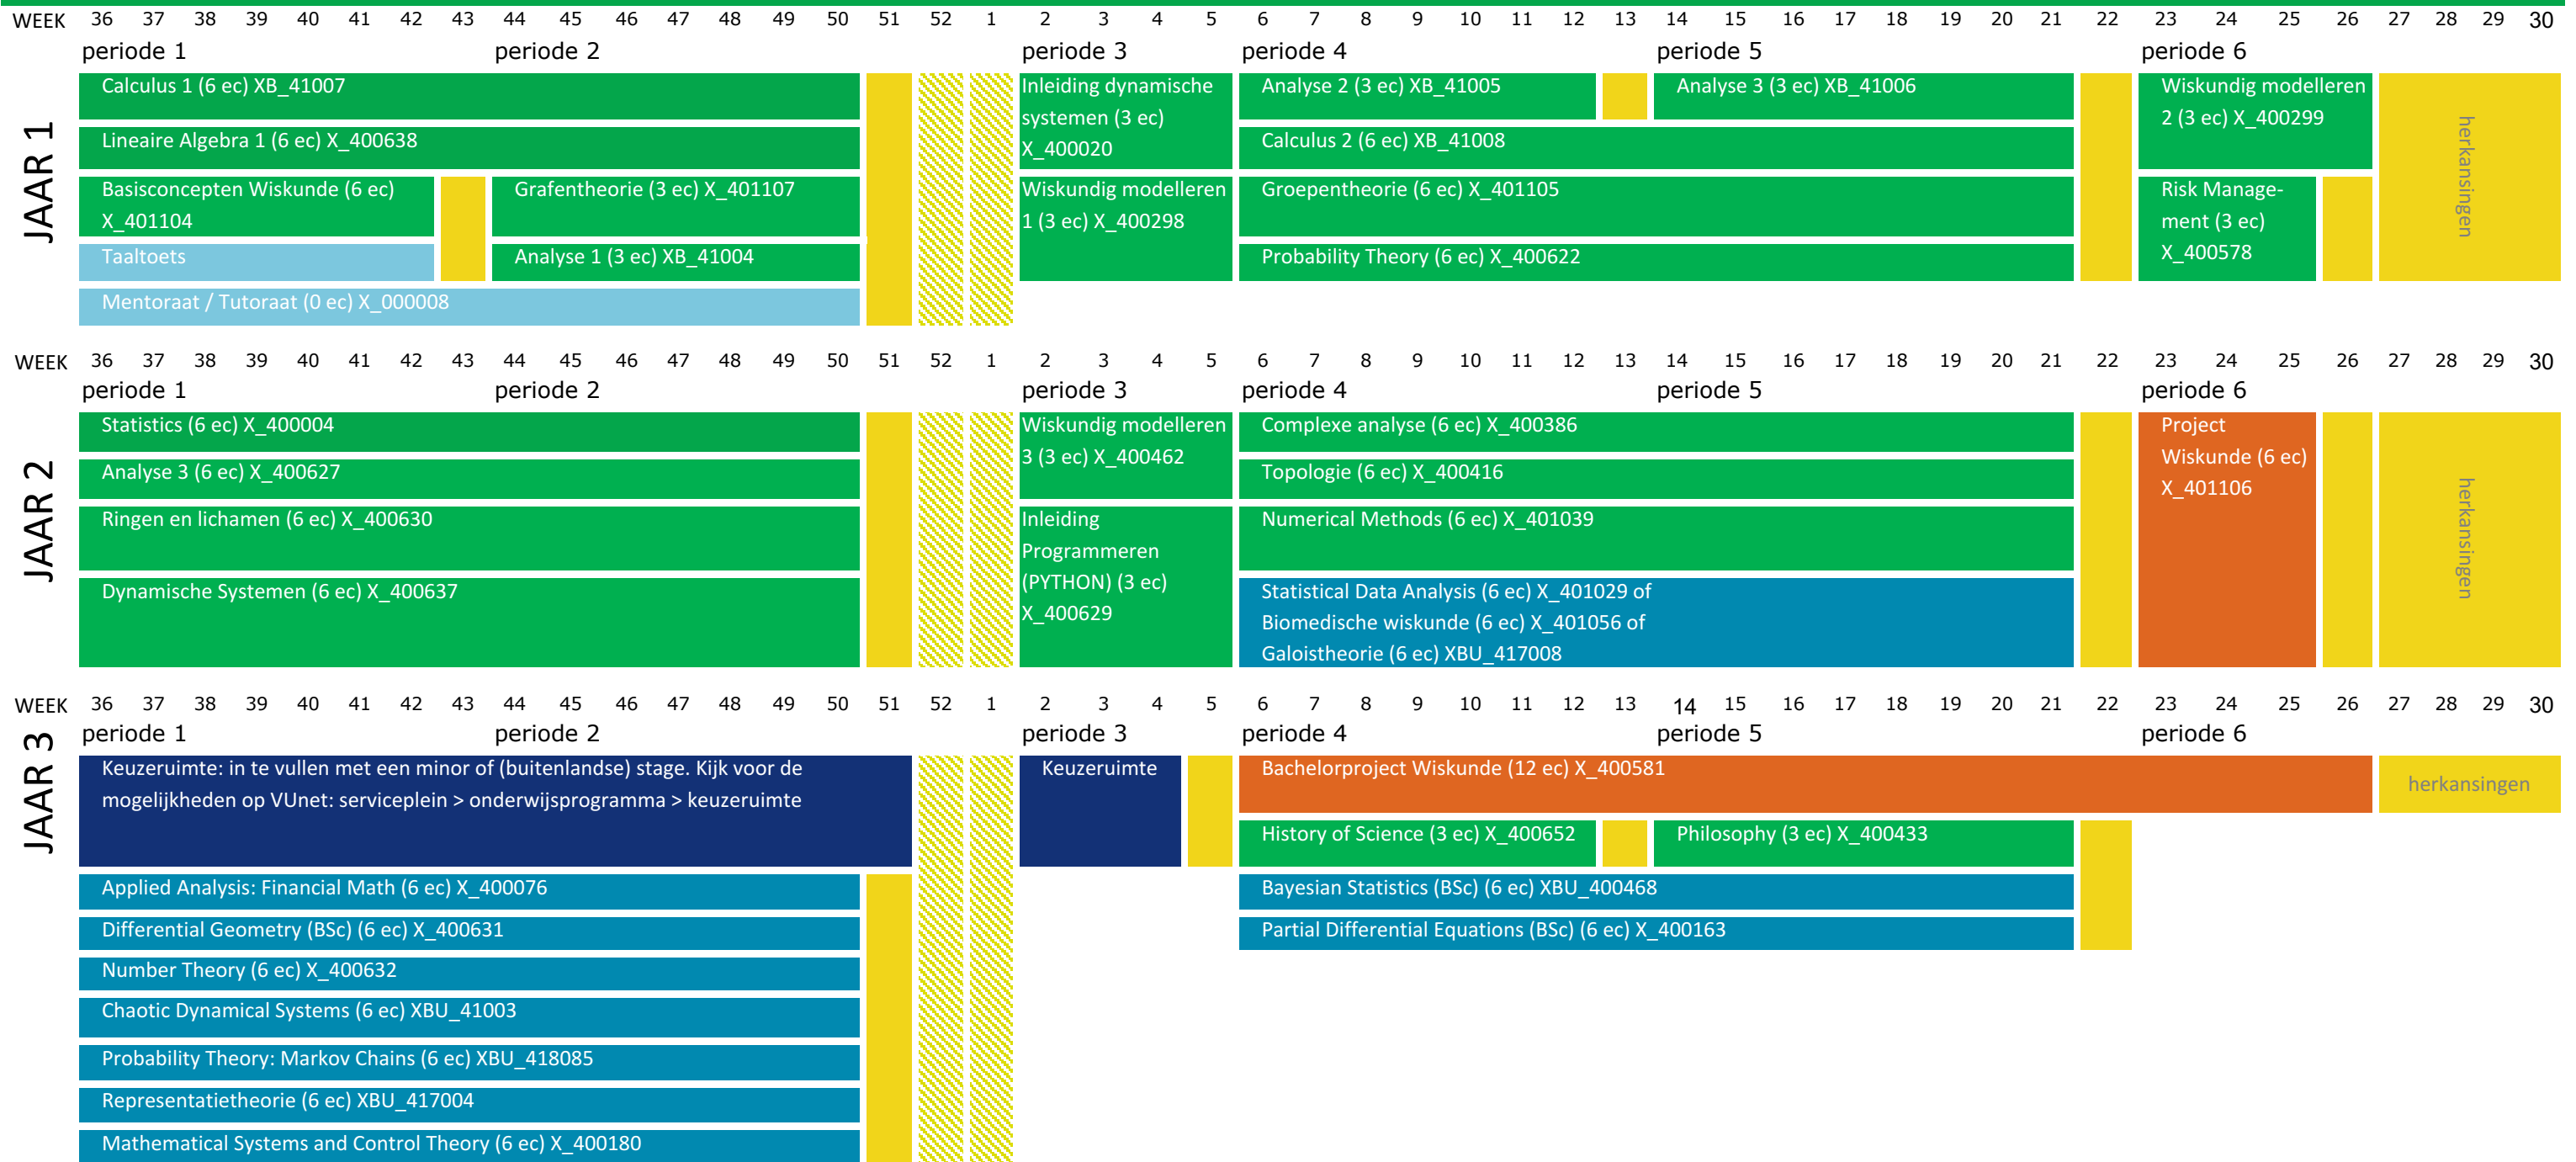 WEEK 36 37 38 39 40 41 42 43 44 45 46 47 48 49 50 51 52 1 2 3 4 5 6 7 8 9 10 11 12 13 14 15 16 17 18 19 20 21 22 23 24 25 26 27 28 29 30
periode 1 periode 2 periode 3 periode 4 periode 5 periode 6
JAAR 1
Calculus 1 (6 ec) XB_41007
Lineaire Algebra 1 (6 ec) X_400638
Basisconcepten Wiskunde (6 ec)
X_401104
Grafentheorie (3 ec) X_401107
Taaltoets
Analyse 1 (3 ec) XB_41004
Mentoraat / Tutoraat (0 ec) X_000008
Inleiding dynamische
systemen (3 ec)
X_400020
Wiskundig modelleren
1 (3 ec) X_400298
Analyse 2 (3 ec) XB_41005
Analyse 3 (3 ec) XB_41006
Calculus 2 (6 ec) XB_41008
Groepentheorie (6 ec) X_401105
Probability Theory (6 ec) X_400622
Wiskundig modelleren
2 (3 ec) X_400299
Risk Manage-
ment (3 ec)
X_400578
herkansingen
WEEK 36 37 38 39 40 41 42 43 44 45 46 47 48 49 50 51 52 1 2 3 4 5 6 7 8 9 10 11 12 13 14 15 16 17 18 19 20 21 22 23 24 25 26 27 28 29 30
periode 1 periode 2 periode 3 periode 4 periode 5 periode 6
JAAR 2
Statistics (6 ec) X_400004
Analyse 3 (6 ec) X_400627
Ringen en lichamen (6 ec) X_400630
Dynamische Systemen (6 ec) X_400637
Wiskundig modelleren
3 (3 ec) X_400462
Inleiding
Programmeren
(PYTHON) (3 ec)
X_400629
Complexe analyse (6 ec) X_400386
Topologie (6 ec) X_400416
Numerical Methods (6 ec) X_401039
Statistical Data Analysis (6 ec) X_401029 of
Biomedische wiskunde (6 ec) X_401056 of
Galoistheorie (6 ec) XBU_417008
Project
Wiskunde (6 ec)
X_401106
herkansingen
WEEK 36 37 38 39 40 41 42 43 44 45 46 47 48 49 50 51 52 1 2 3 4 5 6 7 8 9 10 11 12 13 14 15 16 17 18 19 20 21 22 23 24 25 26 27 28 29 30
periode 1 periode 2 periode 3 periode 4 periode 5 periode 6
JAAR 3
Keuzeruimte: in te vullen met een minor of (buitenlandse) stage. Kijk voor de
mogelijkheden op VUnet: serviceplein > onderwijsprogramma > keuzeruimte
Keuzeruimte
Bachelorproject Wiskunde (12 ec) X_400581
herkansingen
History of Science (3 ec) X_400652
Philosophy (3 ec) X_400433
Applied Analysis: Financial Math (6 ec) X_400076
Bayesian Statistics (BSc) (6 ec) XBU_400468
Differential Geometry (BSc) (6 ec) X_400631
Partial Differential Equations (BSc) (6 ec) X_400163
Number Theory (6 ec) X_400632
Chaotic Dynamical Systems (6 ec) XBU_41003
Probability Theory: Markov Chains (6 ec) XBU_418085
Representatietheorie (6 ec) XBU_417004
Mathematical Systems and Control Theory (6 ec) X_400180